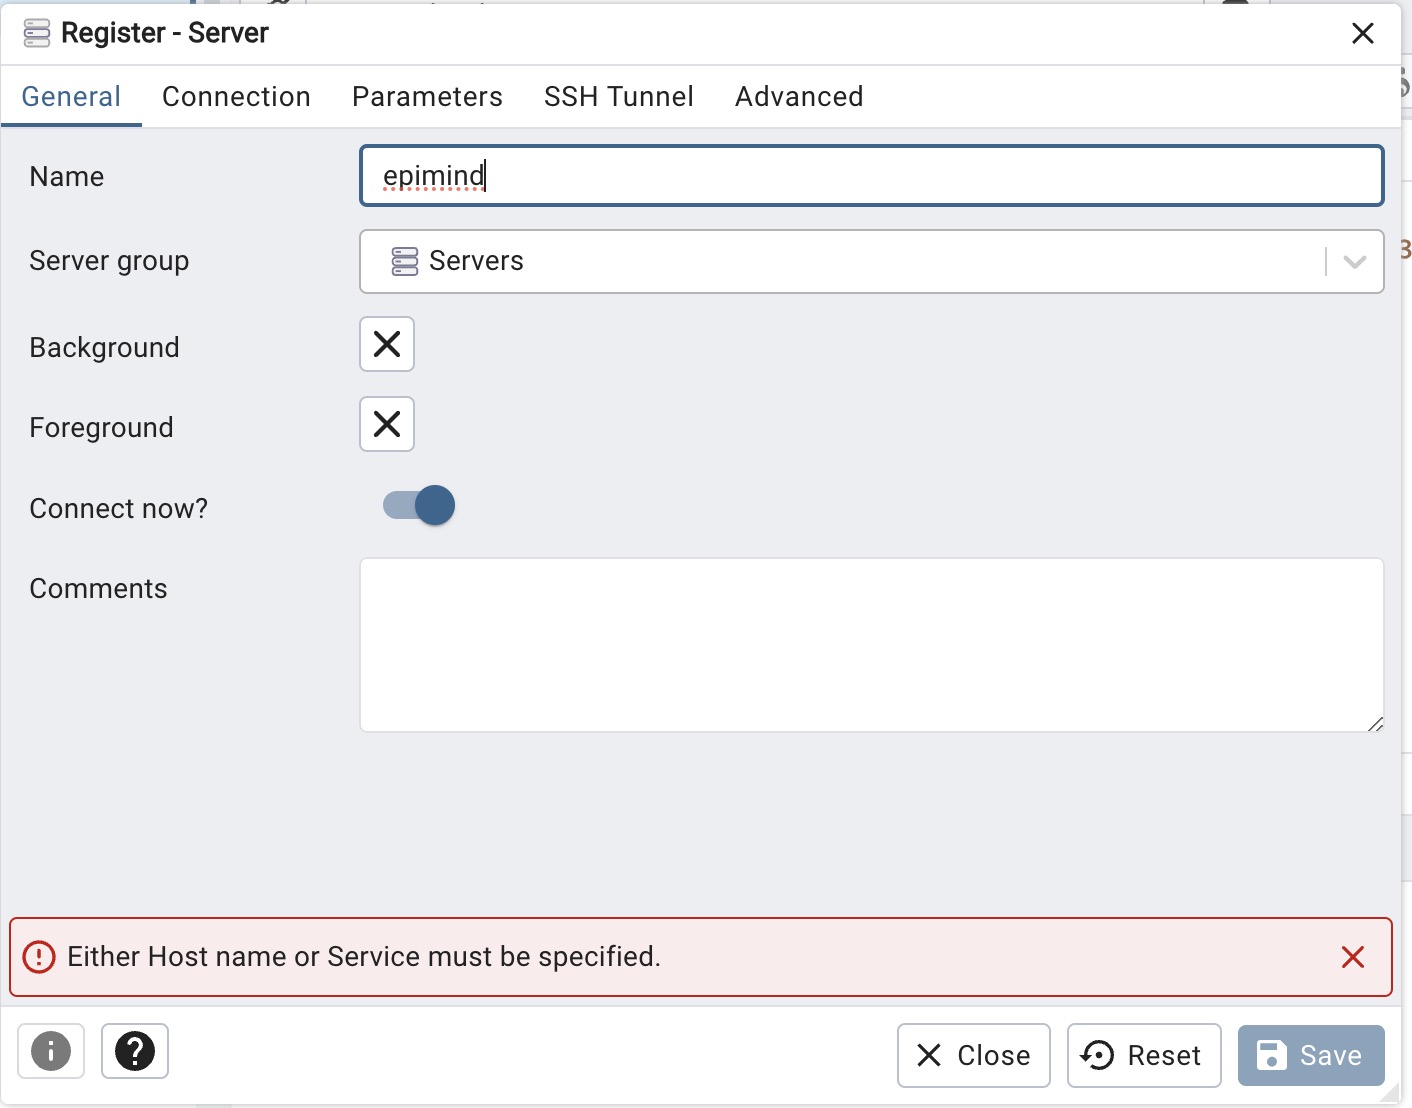 Register - Server
General Connection Parameters SSH Tunnel Advanced
Name epimind
Server group Servers
Background
Foreground
Connect now?
Comments
Either Host name or Service must be specified.
Close Reset Save